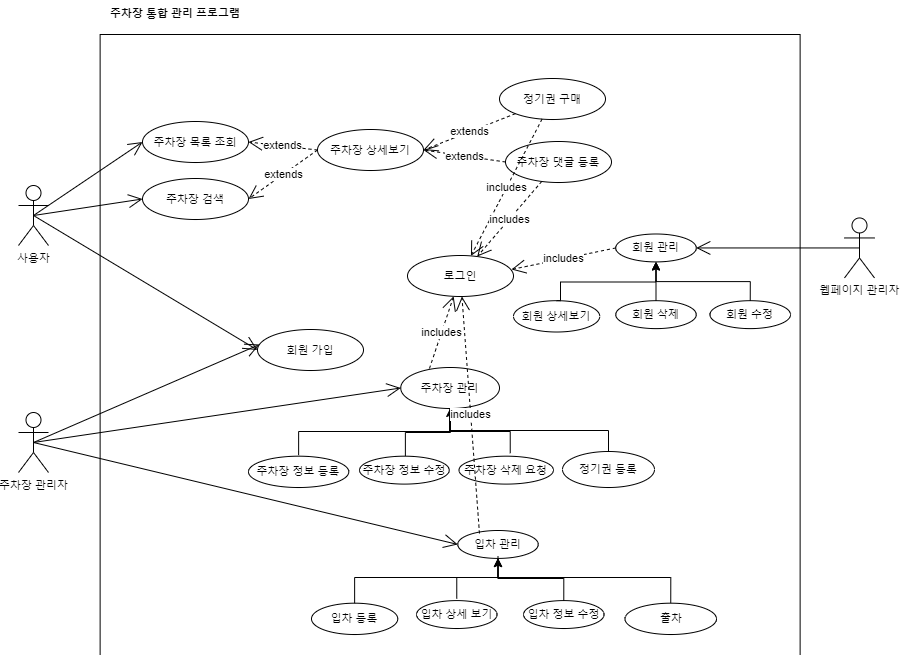 주차장 통합 관리 프로그램
정기권 구매
extends
주차장 목록 조회
extends
주차장 상세보기
extends
주차장 댓글 등록
extends
includes
주차장 검색
includes
사용자
회원 관리
includes
로그인
웹페이지 관리자
회원 상세보기
회원 삭제
회원 수정
includes
회원 가입
주차장 관리
includes
주차장 정보 등록
주차장 정보 수정
주차장 삭제 요청
정기권 등록
주차장 관리자
입차 관리
입차 등록
입차 상세 보기
입차 정보 수정
출차